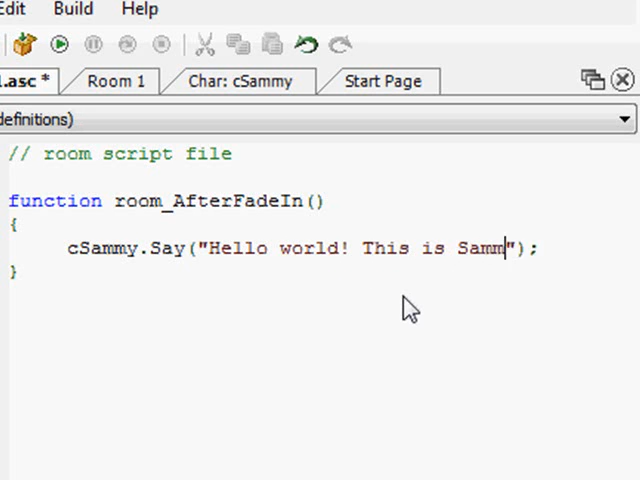 Edit Build Help
1.asc * Room 1 Char: cSammy Start Page
definitions)
// room script file
function room_AfterFadeIn()
{
cSammy.Say("Hello world! This is Samm");
}